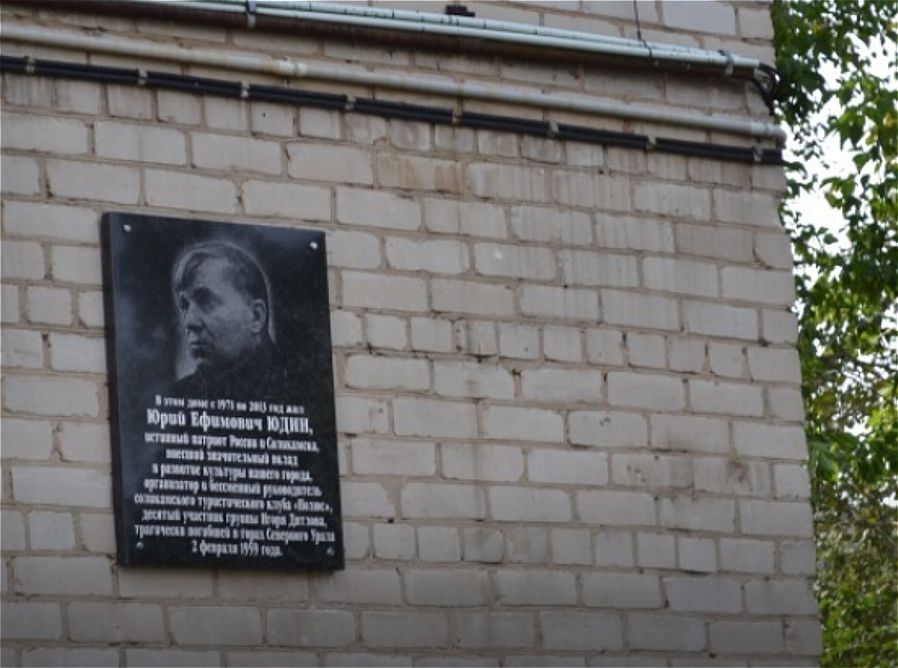 В этом доме с 1971 по 2013 год жил
Юрий Ефимович ЮДИН,
истинный патриот России и Соликамска,
внесший значительный вклад
в развитие культуры нашего города,
организатор и бессменный руководитель
соликамского туристического клуба «Полюс»,
десятый участник группы Игоря Дятлова,
трагически погибшей в горах Северного Урала
2 февраля 1959 года.